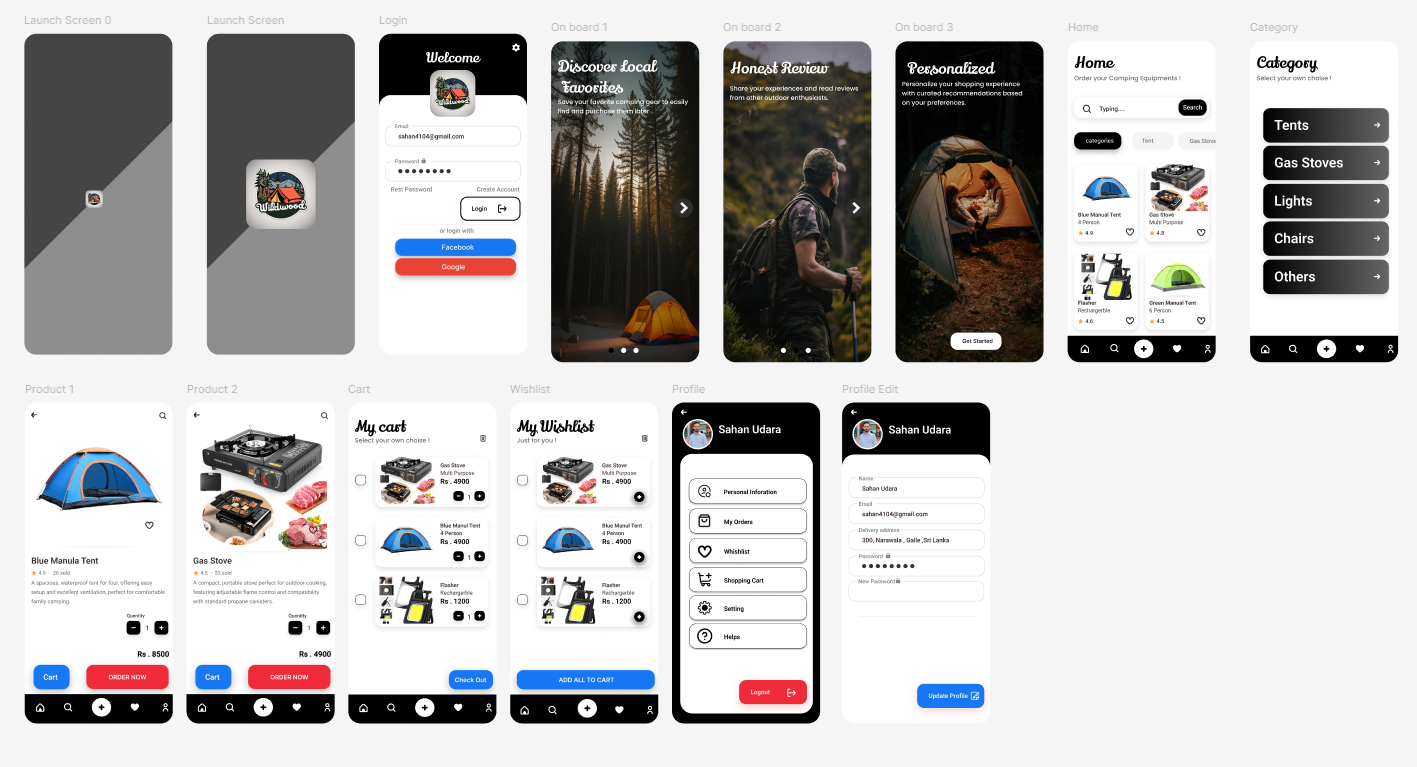 Launch Screen 0
Launch Screen
Wildwood
Login
Welcome
Email
sahan4104@gmail.com
Password
Rest Password
Create Account
Login
or login with
Facebook
Google
On board 1
Discover Local
Favorites
Save your favorite camping gear to easily
find and purchase them later
On board 2
Honest Review
Share your experiences and read reviews
from other outdoor enthusiasts.
On board 3
Personalized
Personalize your shopping experience
with curated recommendations based
on your preferences.
Get Started
Home
Home
Order your Camping Equipments !
Typing....
Search
categories
Tent
Gas Stove
Blue Manual Tent
4 Person
4.9
Gas Stove
Multi Purpose
4.8
Flasher
Rechargerble
4.6
Green Manual Tent
5 Person
4.5
Category
Category
Select your own choise !
Tents
Gas Stoves
Lights
Chairs
Others
Product 1
Blue Manula Tent
4.9 - 26 sold
A spacious, waterproof tent for four, offering easy
setup and excellent ventilation, perfect for comfortable
family camping.
Quentity
1
Rs . 8500
Cart
ORDER NOW
Product 2
Gas Stove
4.5 - 53 sold
A compact, portable stove perfect for outdoor cooking,
featuring adjustable flame control and compatibility
with standard propane canisters.
Quentity
1
Rs . 4900
Cart
ORDER NOW
Cart
My cart
Select your own choise !
Gas Stove
Multi Purpose
Rs . 4900
1
Blue Manul Tent
4 Person
Rs . 4900
1
Flasher
Rechargerble
Rs . 1200
1
Check Out
Wishlist
My Wishlist
Just for you !
Gas Stove
Multi Purpose
Rs . 4900
Blue Manul Tent
4 Person
Rs . 4900
Flasher
Rechargerble
Rs . 1200
ADD ALL TO CART
Profile
Sahan Udara
Personal Inforation
My Orders
Whishlist
Shopping Cart
Setting
Helps
Logout
Profile Edit
Sahan Udara
Name
Sahan Udara
Email
sahan4104@gmail.com
Delivery address
300, Narawala , Galle ,Sri Lanka
Password
New Password
Update Profile